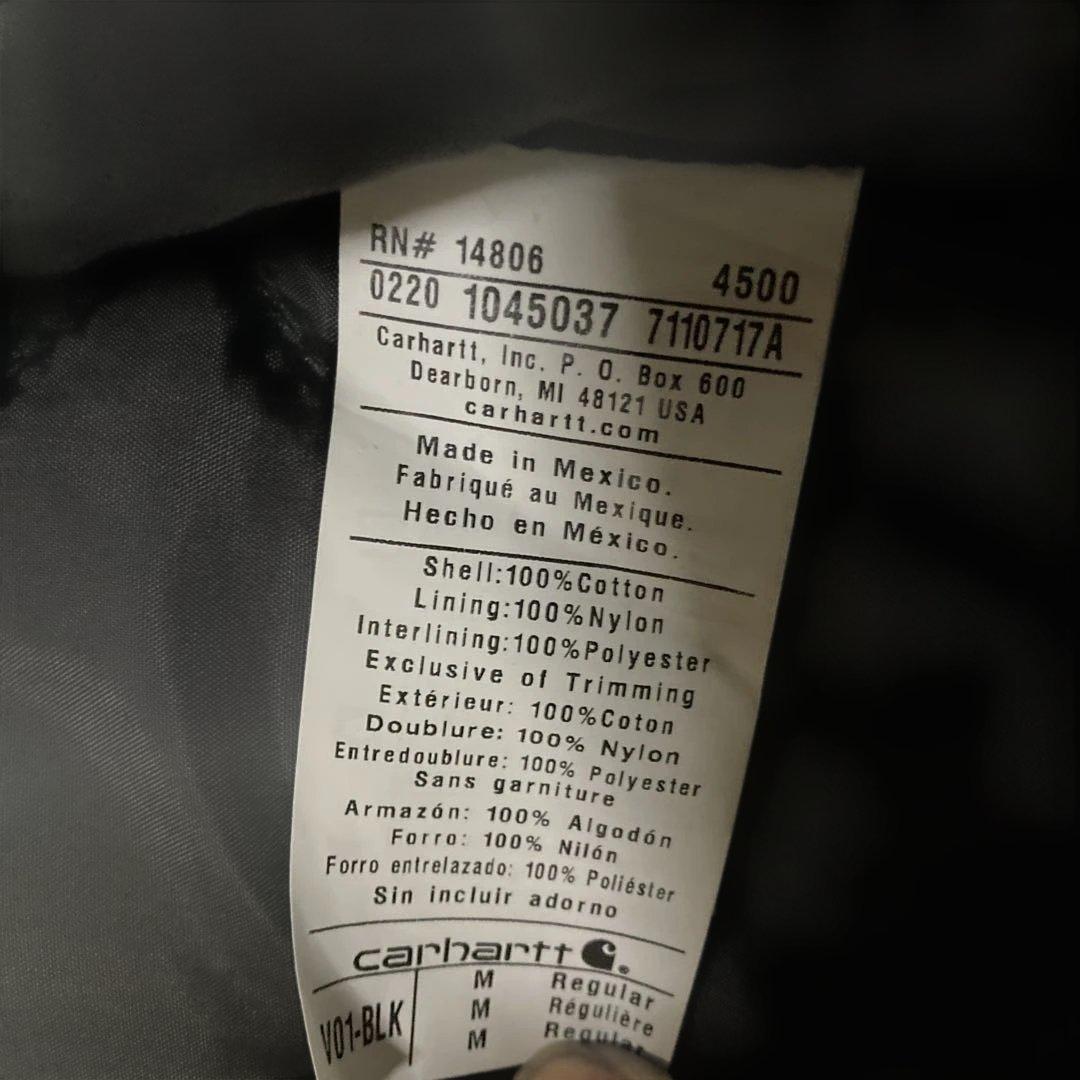 RN# 14806 4500
0220 1045037 7110717A
Carhartt, Inc. P. O. Box 600
Dearborn, MI 48121 USA
carhartt.com
Made in Mexico.
Fabriqué au Mexique.
Hecho en México.
Shell:100%Cotton
Lining:100%Nylon
Interlining:100%Polyester
Exclusive of Trimming
Extérieur: 100%Coton
Doublure: 100% Nylon
Entredoublure: 100% Polyester
Sans garniture
Armazón: 100% Algodón
Forro: 100% Nilón
Forro entrelazado: 100% Poliéster
Sin incluir adorno
carhartt
V01-BLK
M Regular
M Régulière
M Regular